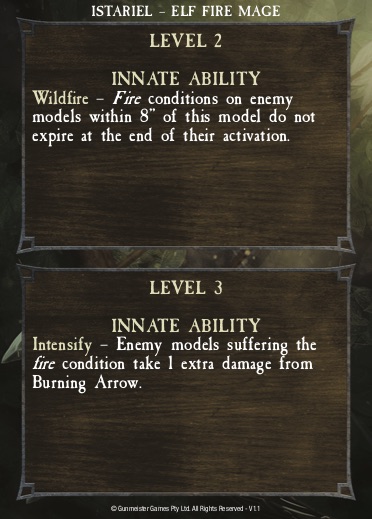 ISTARIEL – ELF FIRE MAGE
LEVEL 2
INNATE ABILITY
Wildfire – Fire conditions on enemy
models within 8" of this model do not
expire at the end of their activation.
LEVEL 3
INNATE ABILITY
Intensify – Enemy models suffering the
fire condition take 1 extra damage from
Burning Arrow.
© Gunmeister Games Pty Ltd. All Rights Reserved - V1.1